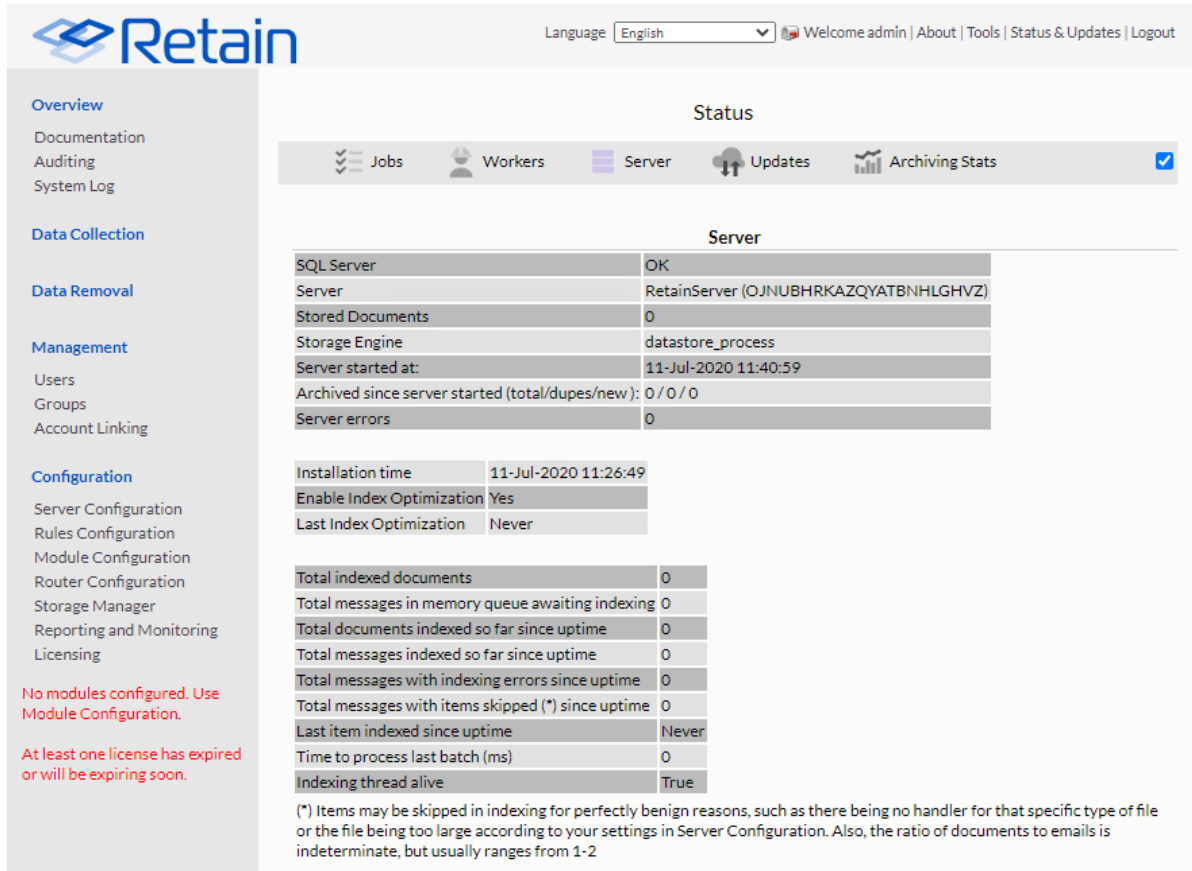 Retain
Language English Welcome admin | About | Tools | Status & Updates | Logout
Overview
Documentation
Auditing
System Log
Data Collection
Data Removal
Management
Users
Groups
Account Linking
Configuration
Server Configuration
Rules Configuration
Module Configuration
Router Configuration
Storage Manager
Reporting and Monitoring
Licensing
No modules configured. Use
Module Configuration.
At least one license has expired
or will be expiring soon.
Status
Jobs Workers Server Updates Archiving Stats
Server
SQL Server OK
Server RetainServer (OJNUBHRKAZQYATBNHLGHVZ)
Stored Documents 0
Storage Engine datastore_process
Server started at: 11-Jul-2020 11:40:59
Archived since server started (total/dupes/new ): 0 / 0 / 0
Server errors 0
Installation time 11-Jul-2020 11:26:49
Enable Index Optimization Yes
Last Index Optimization Never
Total indexed documents 0
Total messages in memory queue awaiting indexing 0
Total documents indexed so far since uptime 0
Total messages indexed so far since uptime 0
Total messages with indexing errors since uptime 0
Total messages with items skipped (*) since uptime 0
Last item indexed since uptime Never
Time to process last batch (ms) 0
Indexing thread alive True
(*) Items may be skipped in indexing for perfectly benign reasons, such as there being no handler for that specific type of file
or the file being too large according to your settings in Server Configuration. Also, the ratio of documents to emails is
indeterminate, but usually ranges from 1-2